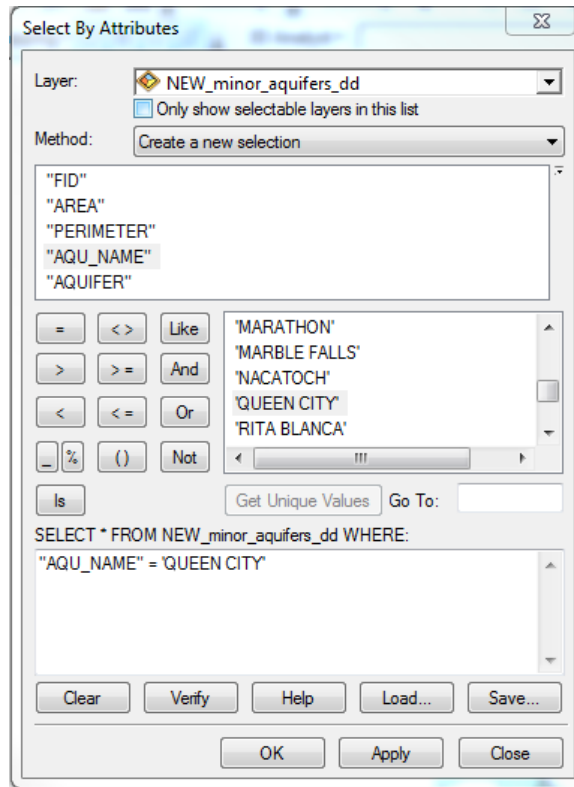 Select By Attributes
Layer: NEW_minor_aquifers_dd
Only show selectable layers in this list
Method: Create a new selection
"FID"
"AREA"
"PERIMETER"
"AQU_NAME"
"AQUIFER"
= < > Like
> > = And
< < = Or
_ % ( ) Not
Is
'MARATHON'
'MARBLE FALLS'
'NACATOCH'
'QUEEN CITY'
'RITA BLANCA'
Get Unique Values Go To:
SELECT * FROM NEW_minor_aquifers_dd WHERE:
"AQU_NAME" = 'QUEEN CITY'
Clear Verify Help Load... Save...
OK Apply Close